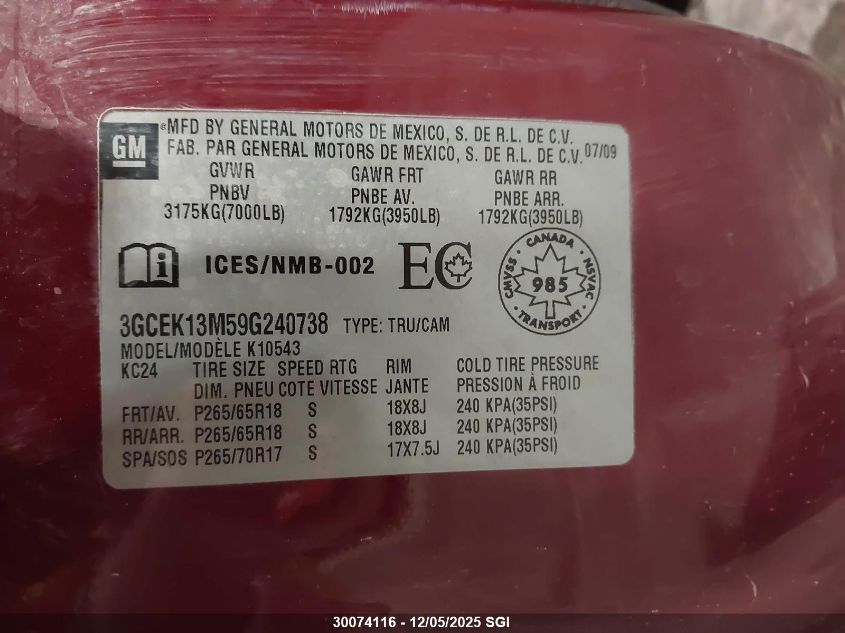 GM
*MFD BY GENERAL MOTORS DE MEXICO, S. DE R.L. DE C.V.
FAB. PAR GENERAL MOTORS DE MEXICO, S. DE R.L. DE C.V. 07/09
GVWR GAWR FRT GAWR RR
PNBV PNBE AV. PNBE ARR.
3175KG(7000LB) 1792KG(3950LB) 1792KG(3950LB)
i ICES/NMB-002 EC
CANADA
CMVSS 985 NSVAC
TRANSPORT
3GCEK13M59G240738 TYPE: TRU/CAM
MODEL/MODÈLE K10543
KC24 TIRE SIZE SPEED RTG RIM COLD TIRE PRESSURE
DIM. PNEU COTE VITESSE JANTE PRESSION À FROID
FRT/AV. P265/65R18 S 18X8J 240 KPA(35PSI)
RR/ARR. P265/65R18 S 18X8J 240 KPA(35PSI)
SPA/SOS P265/70R17 S 17X7.5J 240 KPA(35PSI)
30074116 - 12/05/2025 SGI